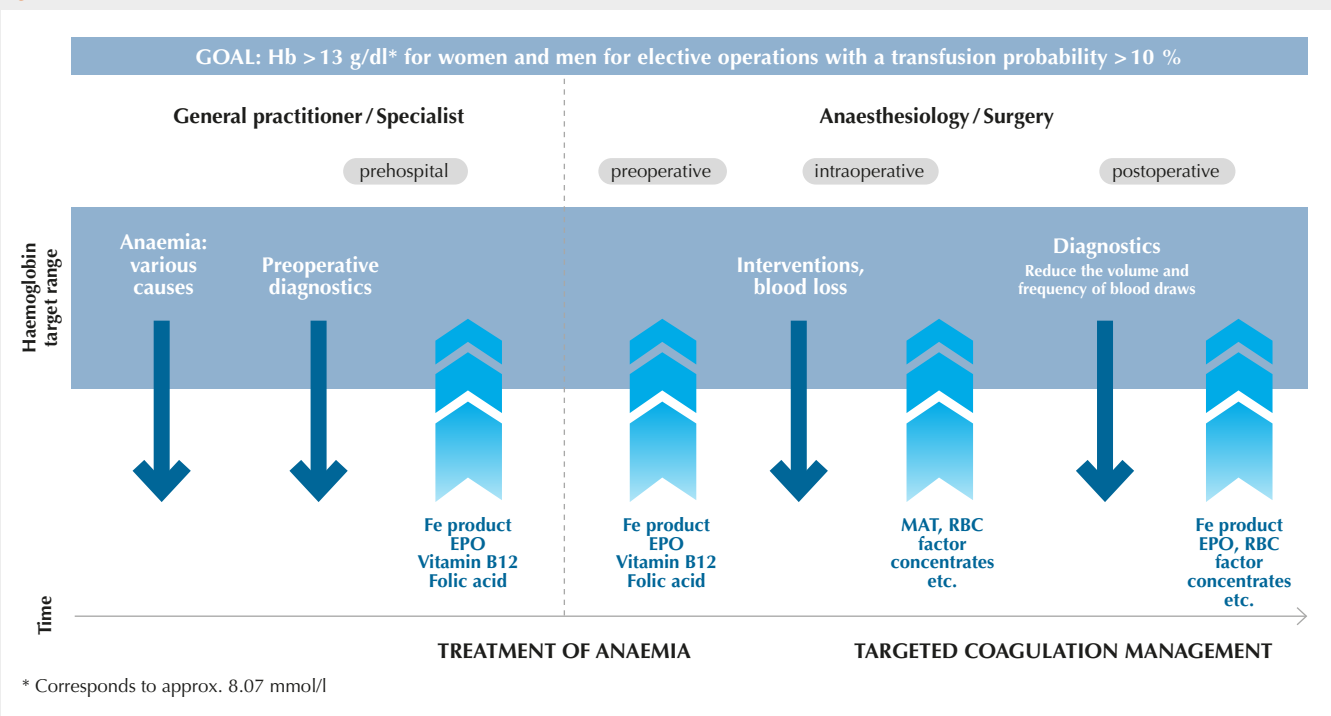 GOAL: Hb > 13 g/dl* for women and men for elective operations with a transfusion probability > 10 %
General practitioner / Specialist
Anaesthesiology / Surgery
prehospital
preoperative
intraoperative
postoperative
Haemoglobin
target range
Anaemia:
various
causes
Preoperative
diagnostics
Interventions,
blood loss
Diagnostics
Reduce the volume and
frequency of blood draws
Fe product
EPO
Vitamin B12
Folic acid
Fe product
EPO
Vitamin B12
Folic acid
MAT, RBC
factor
concentrates
etc.
Fe product
EPO, RBC
factor
concentrates
etc.
Time
TREATMENT OF ANAEMIA
TARGETED COAGULATION MANAGEMENT
* Corresponds to approx. 8.07 mmol/l